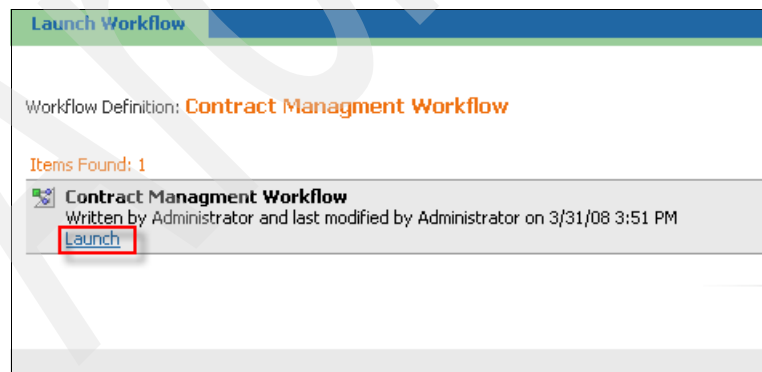 Launch Workflow
Workflow Definition: Contract Managment Workflow
Items Found: 1
Contract Managment Workflow
Written by Administrator and last modified by Administrator on 3/31/08 3:51 PM
Launch